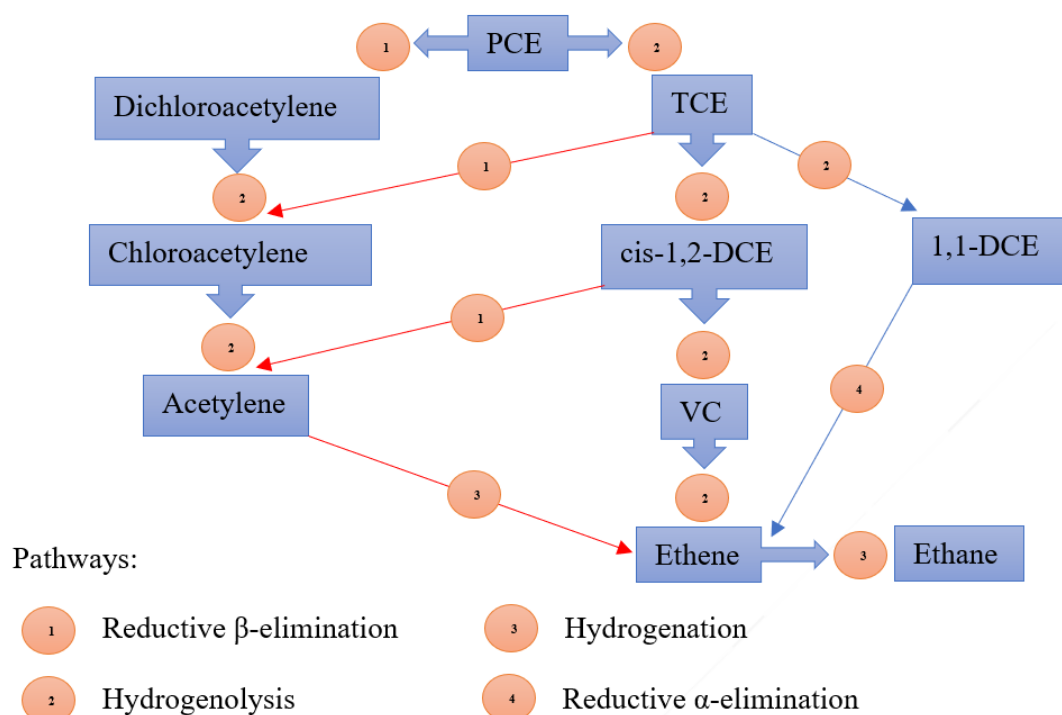 PCE
1
2
Dichloroacetylene
TCE
1
2
2
2
Chloroacetylene
cis-1,2-DCE
1,1-DCE
1
2
2
4
Acetylene
VC
3
2
Ethene
3
Ethane
Pathways:
1 Reductive β-elimination
3 Hydrogenation
2 Hydrogenolysis
4 Reductive α-elimination